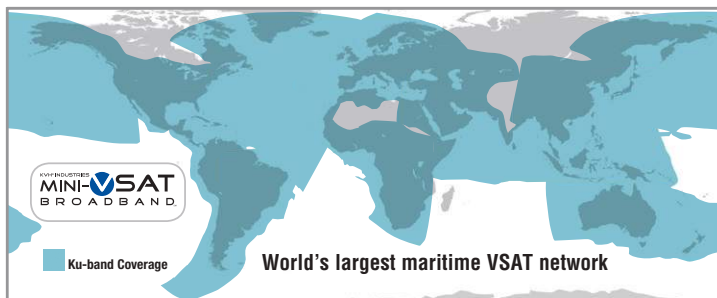 KVH INDUSTRIES
MINI-VSAT
BROADBAND
Ku-band Coverage
World's largest maritime VSAT network